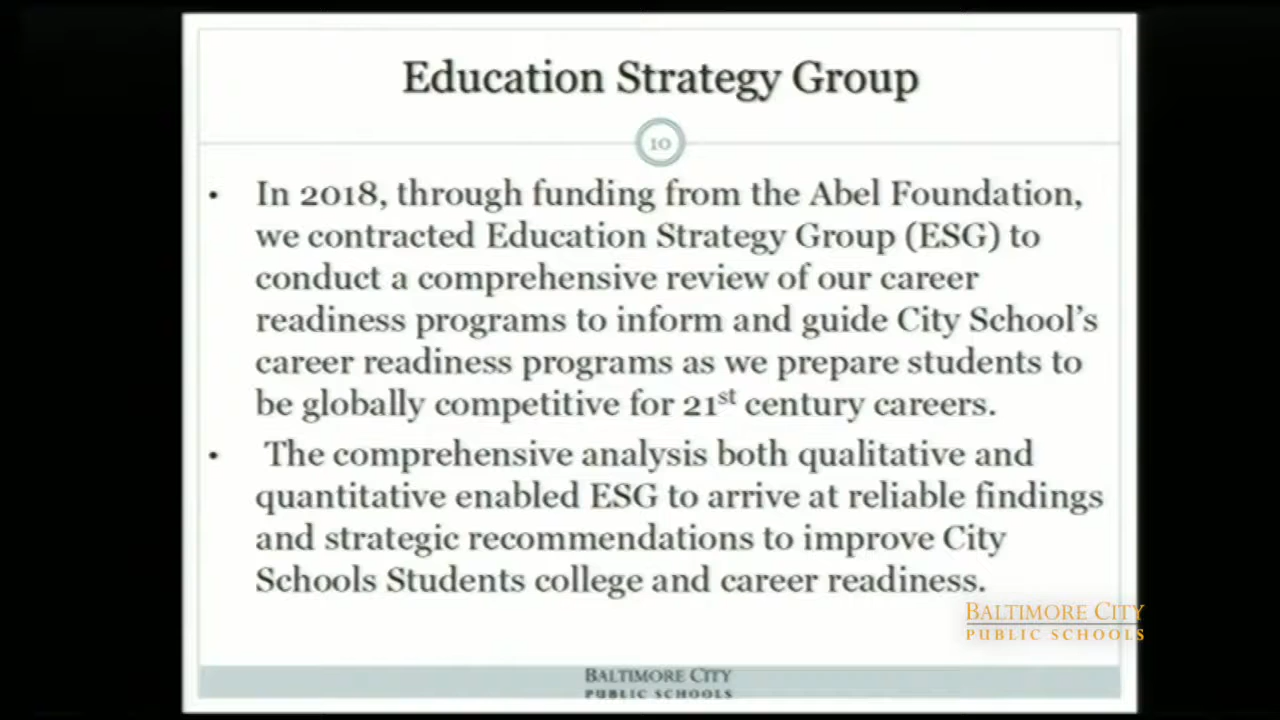 Education Strategy Group
10
• In 2018, through funding from the Abel Foundation,
we contracted Education Strategy Group (ESG) to
conduct a comprehensive review of our career
readiness programs to inform and guide City School's
career readiness programs as we prepare students to
be globally competitive for 21st century careers.
• The comprehensive analysis both qualitative and
quantitative enabled ESG to arrive at reliable findings
and strategic recommendations to improve City
Schools Students college and career readiness.
BALTIMORE CITY
PUBLIC SCHOOLS
BALTIMORE CITY
PUBLIC SCHOOLS